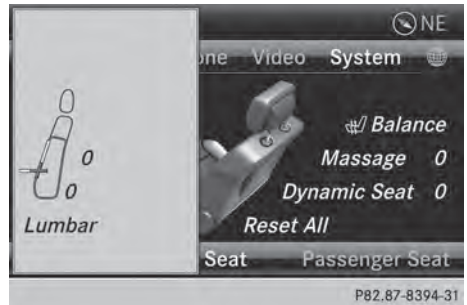 NE
one Video System
Balance
0
Massage 0
0
Dynamic Seat 0
Lumbar
Reset All
Seat Passenger Seat
P82.87-8394-31